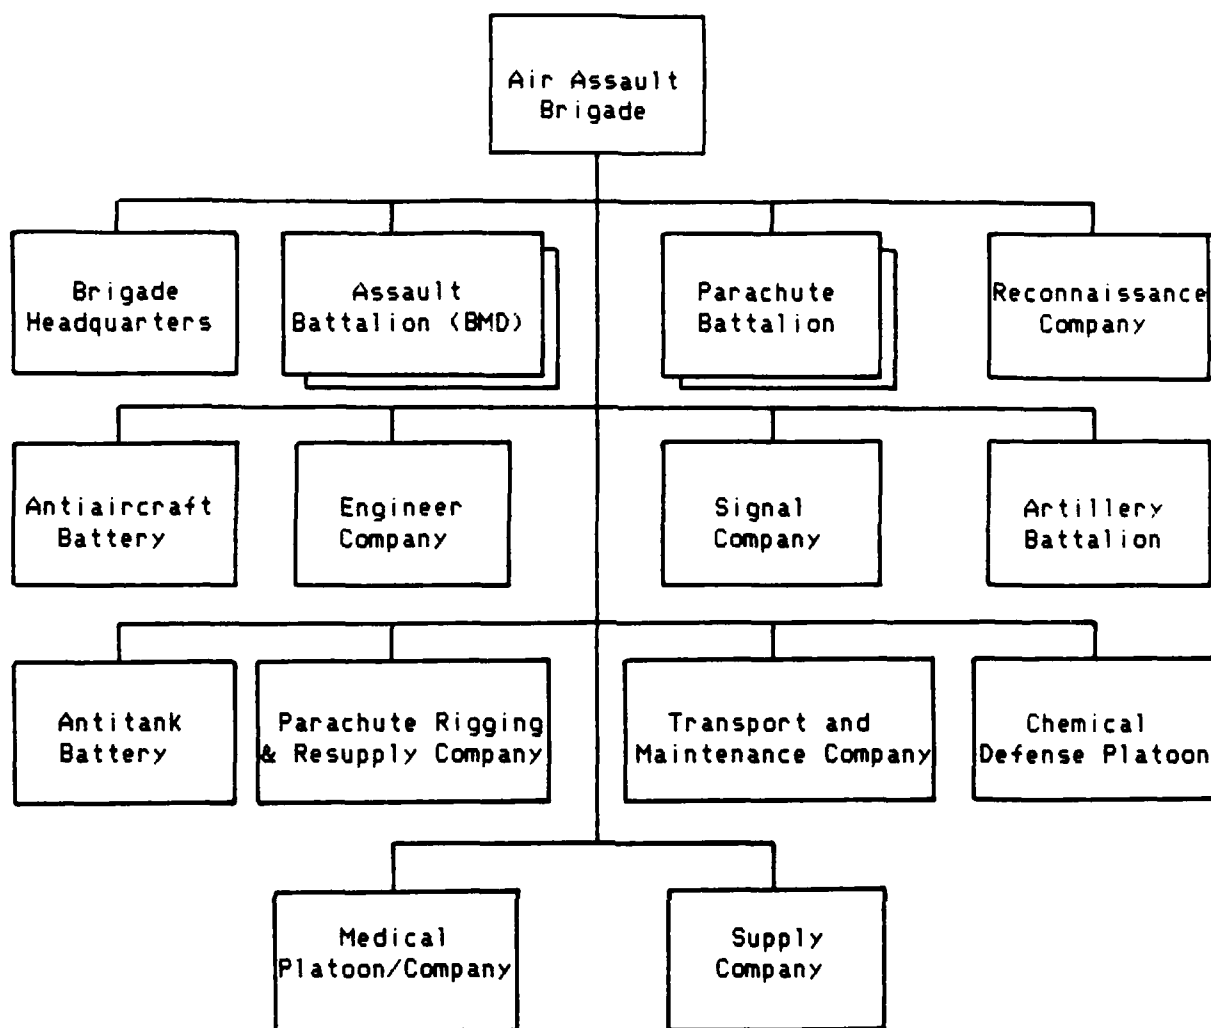 Air Assault
Brigade
Brigade
Headquarters
Assault
Battalion (BMD)
Parachute
Battalion
Reconnaissance
Company
Antiaircraft
Battery
Engineer
Company
Signal
Company
Artillery
Battalion
Antitank
Battery
Parachute Rigging
& Resupply Company
Transport and
Maintenance Company
Chemical
Defense Platoon
Medical
Platoon/Company
Supply
Company